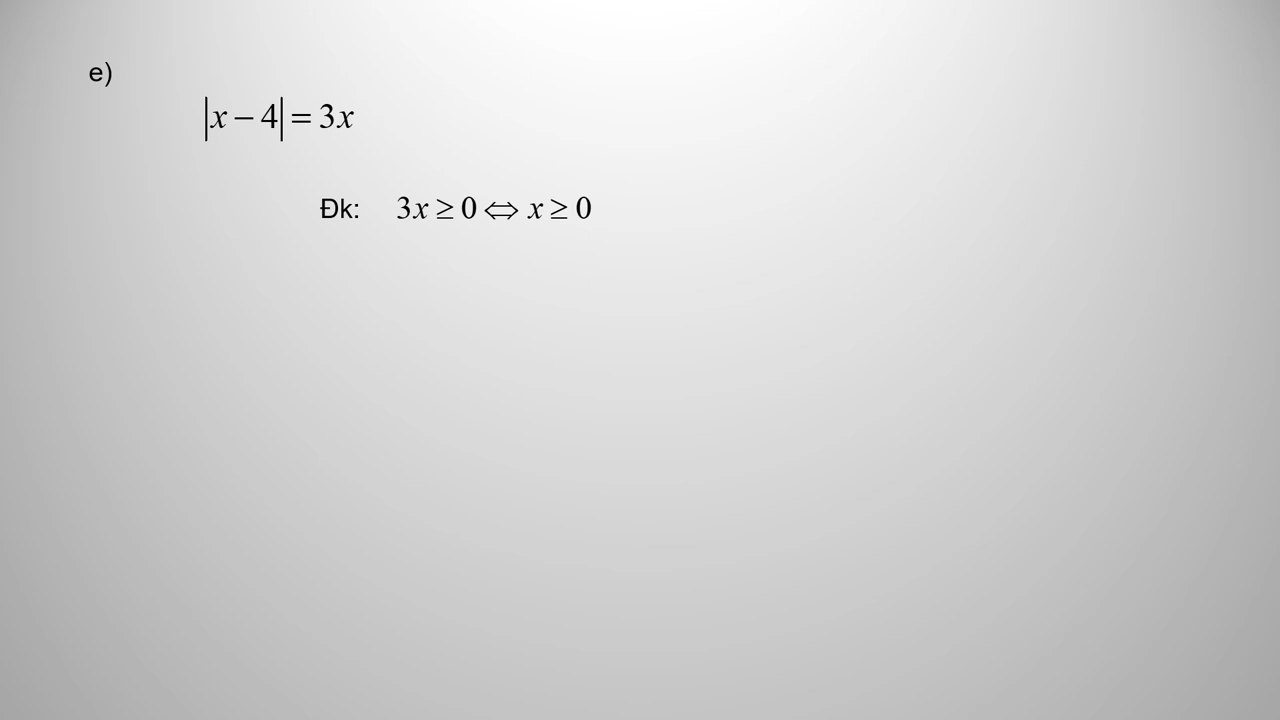 e)
|x − 4| = 3x
Đk: 3x ≥ 0 ⇔ x ≥ 0